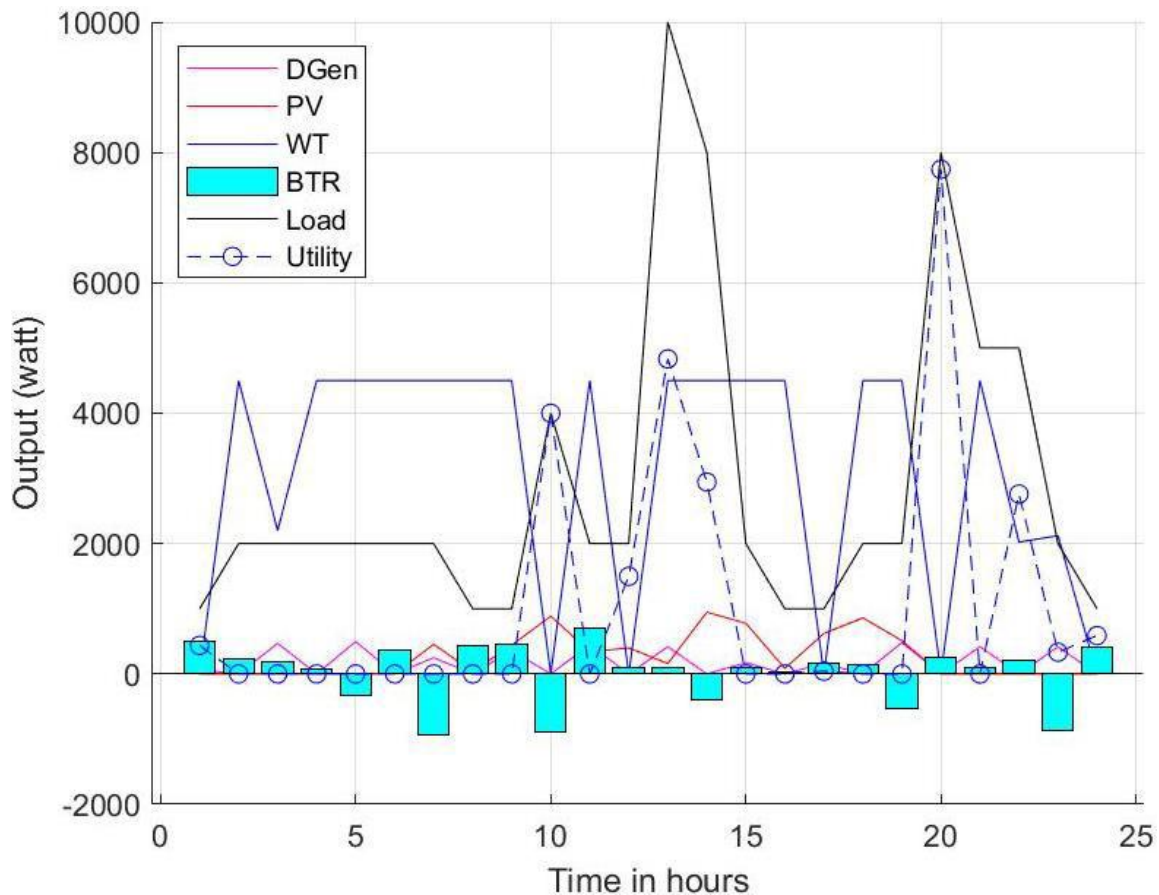 10000
8000
6000
4000
2000
0
-2000
Output (watt)
DGen
PV
WT
BTR
Load
Utility
0 5 10 15 20 25
Time in hours